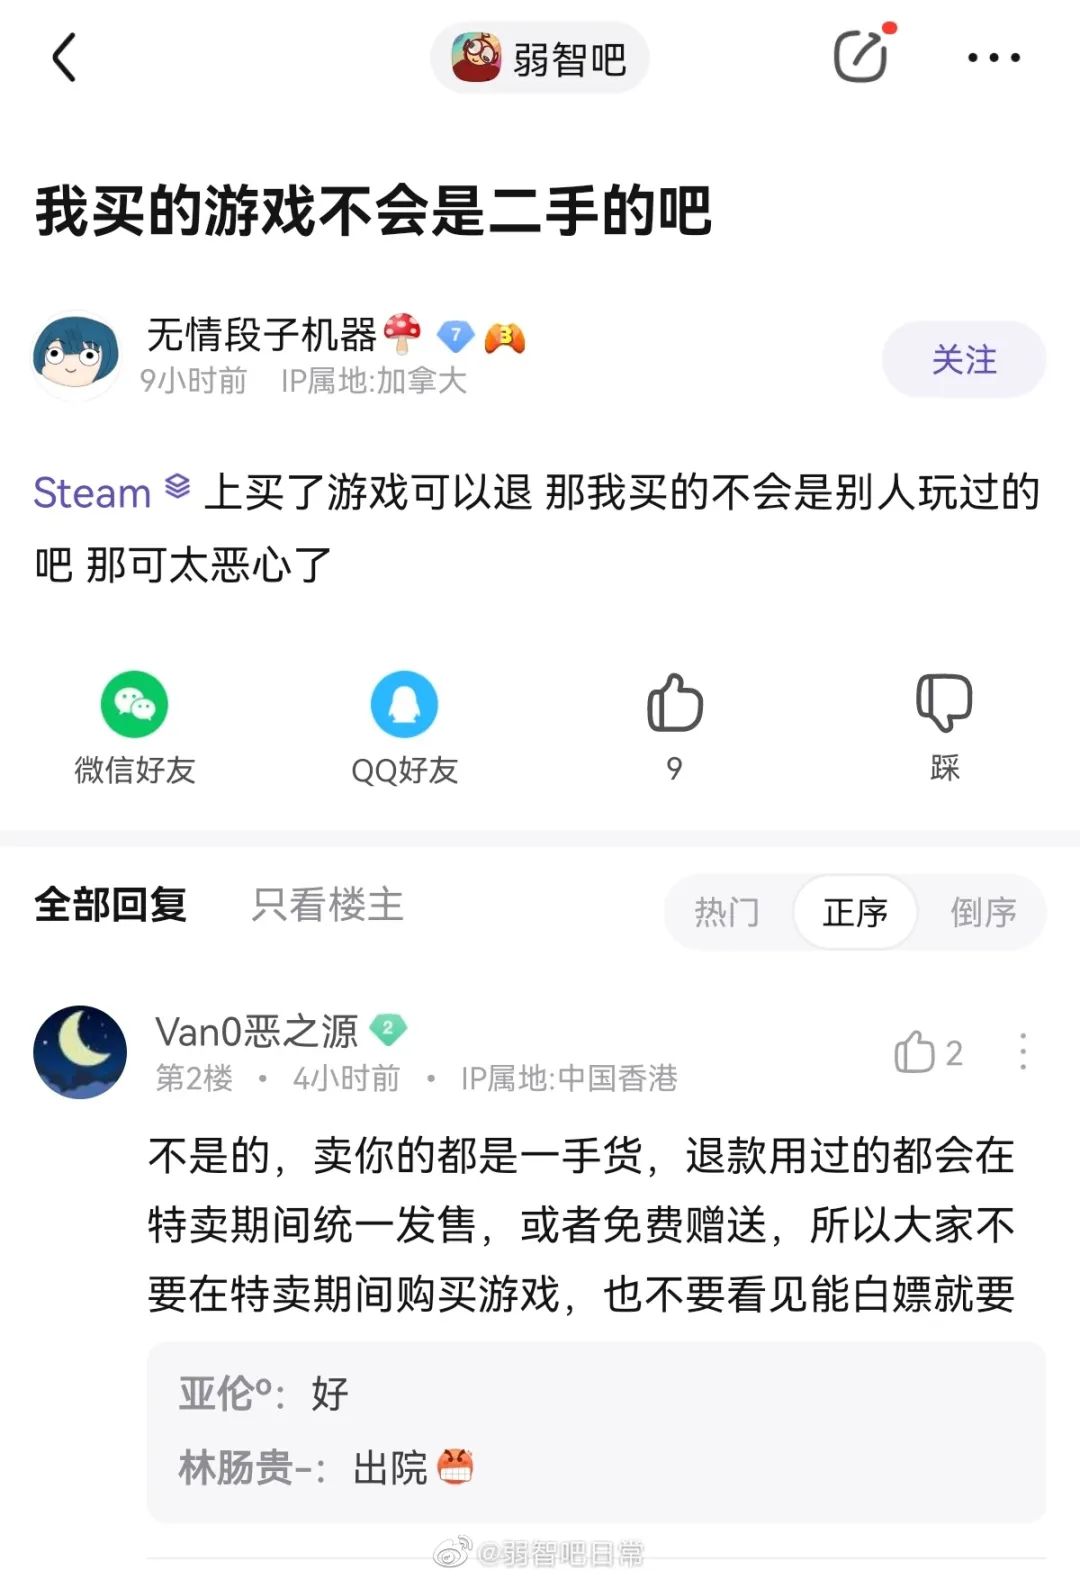 弱智吧
我买的游戏不会是二手的吧
无情段子机器 7 3
9小时前 IP属地:加拿大
关注
Steam 上买了游戏可以退 那我买的不会是别人玩过的
吧 那可太恶心了
微信好友 QQ好友 9 踩
全部回复 只看楼主 热门 正序 倒序
Van0恶之源 2
第2楼 • 4小时前 • IP属地:中国香港
2
不是的，卖你的都是一手货，退款用过的都会在
特卖期间统一发售，或者免费赠送，所以大家不
要在特卖期间购买游戏，也不要看见能白嫖就要
亚伦º：好
林肠贵-：出院
@弱智吧日常